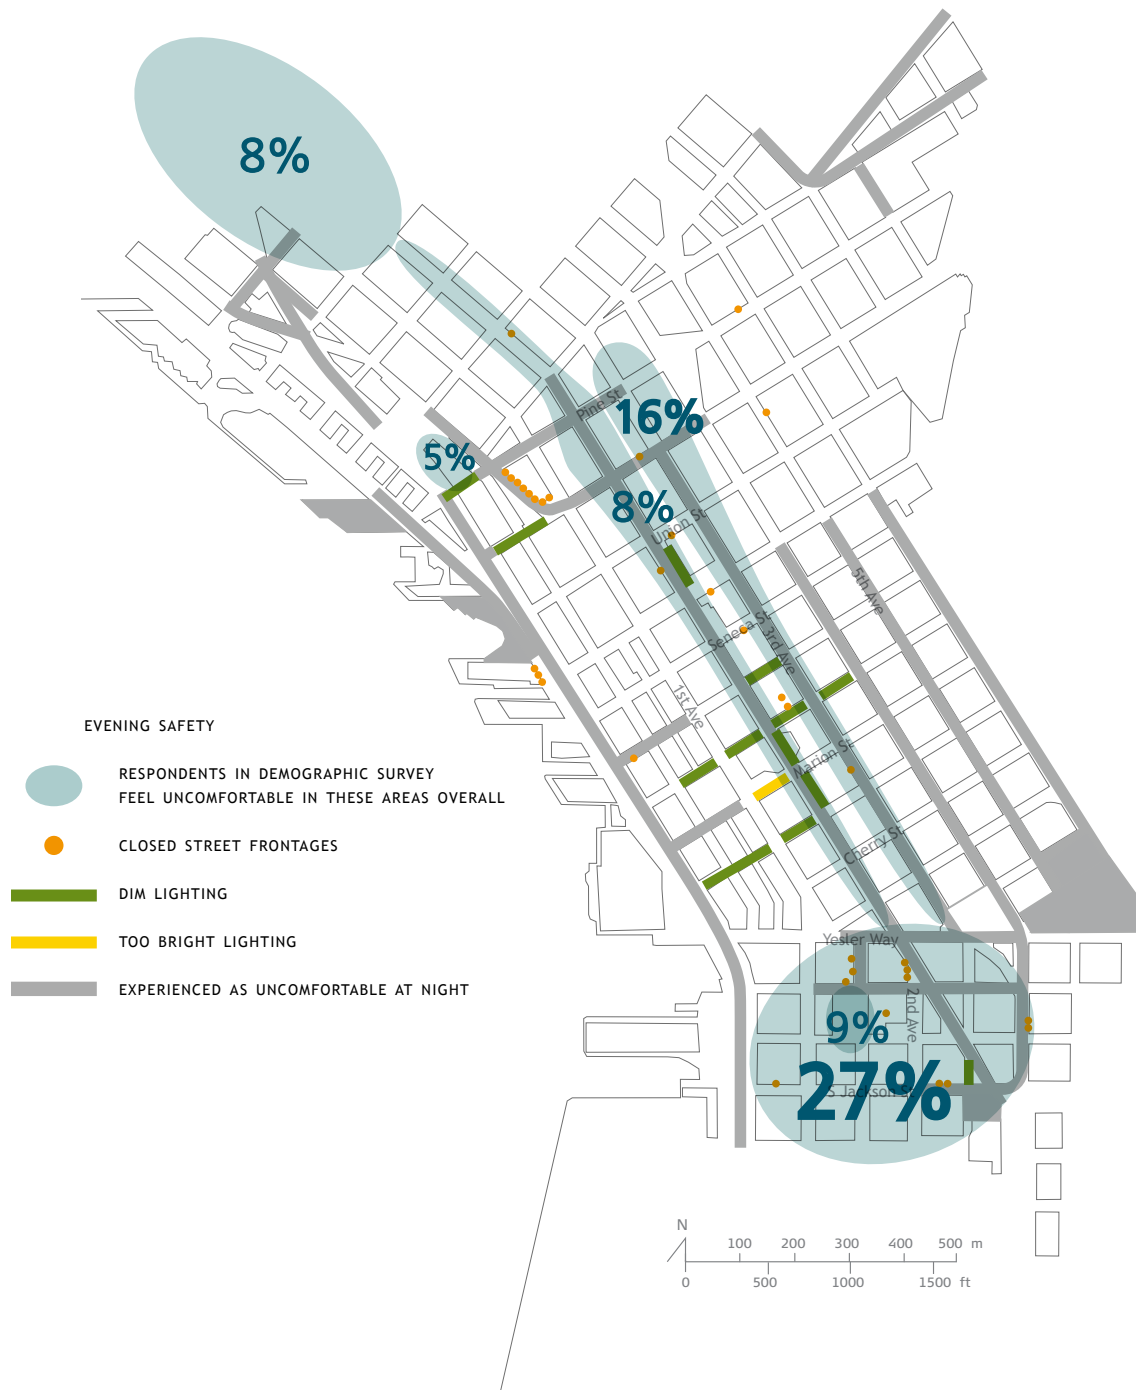 8%
Pine St
16%
5%
8%
Union St
5th Ave
Seneca St
3rd Ave
1st Ave
EVENING SAFETY
Marion St
RESPONDENTS IN DEMOGRAPHIC SURVEY
FEEL UNCOMFORTABLE IN THESE AREAS OVERALL
CLOSED STREET FRONTAGES
Cherry St
DIM LIGHTING
TOO BRIGHT LIGHTING
Yesler Way
EXPERIENCED AS UNCOMFORTABLE AT NIGHT
2nd Ave
9%
27%
S Jackson St
N
100 200 300 400 500 m
0 500 1000 1500 ft